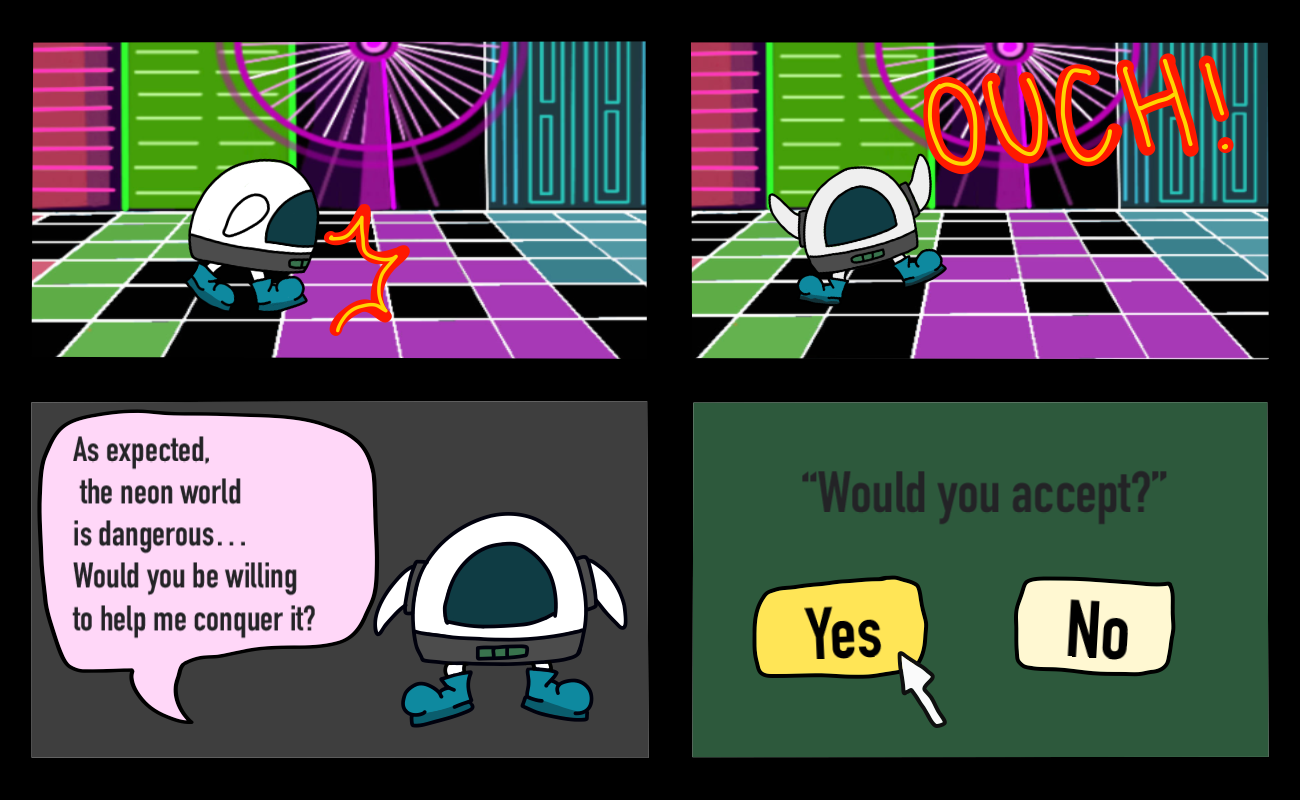 OUCH!
As expected,
the neon world
is dangerous...
Would you be willing
to help me conquer it?
“Would you accept?”
Yes
No